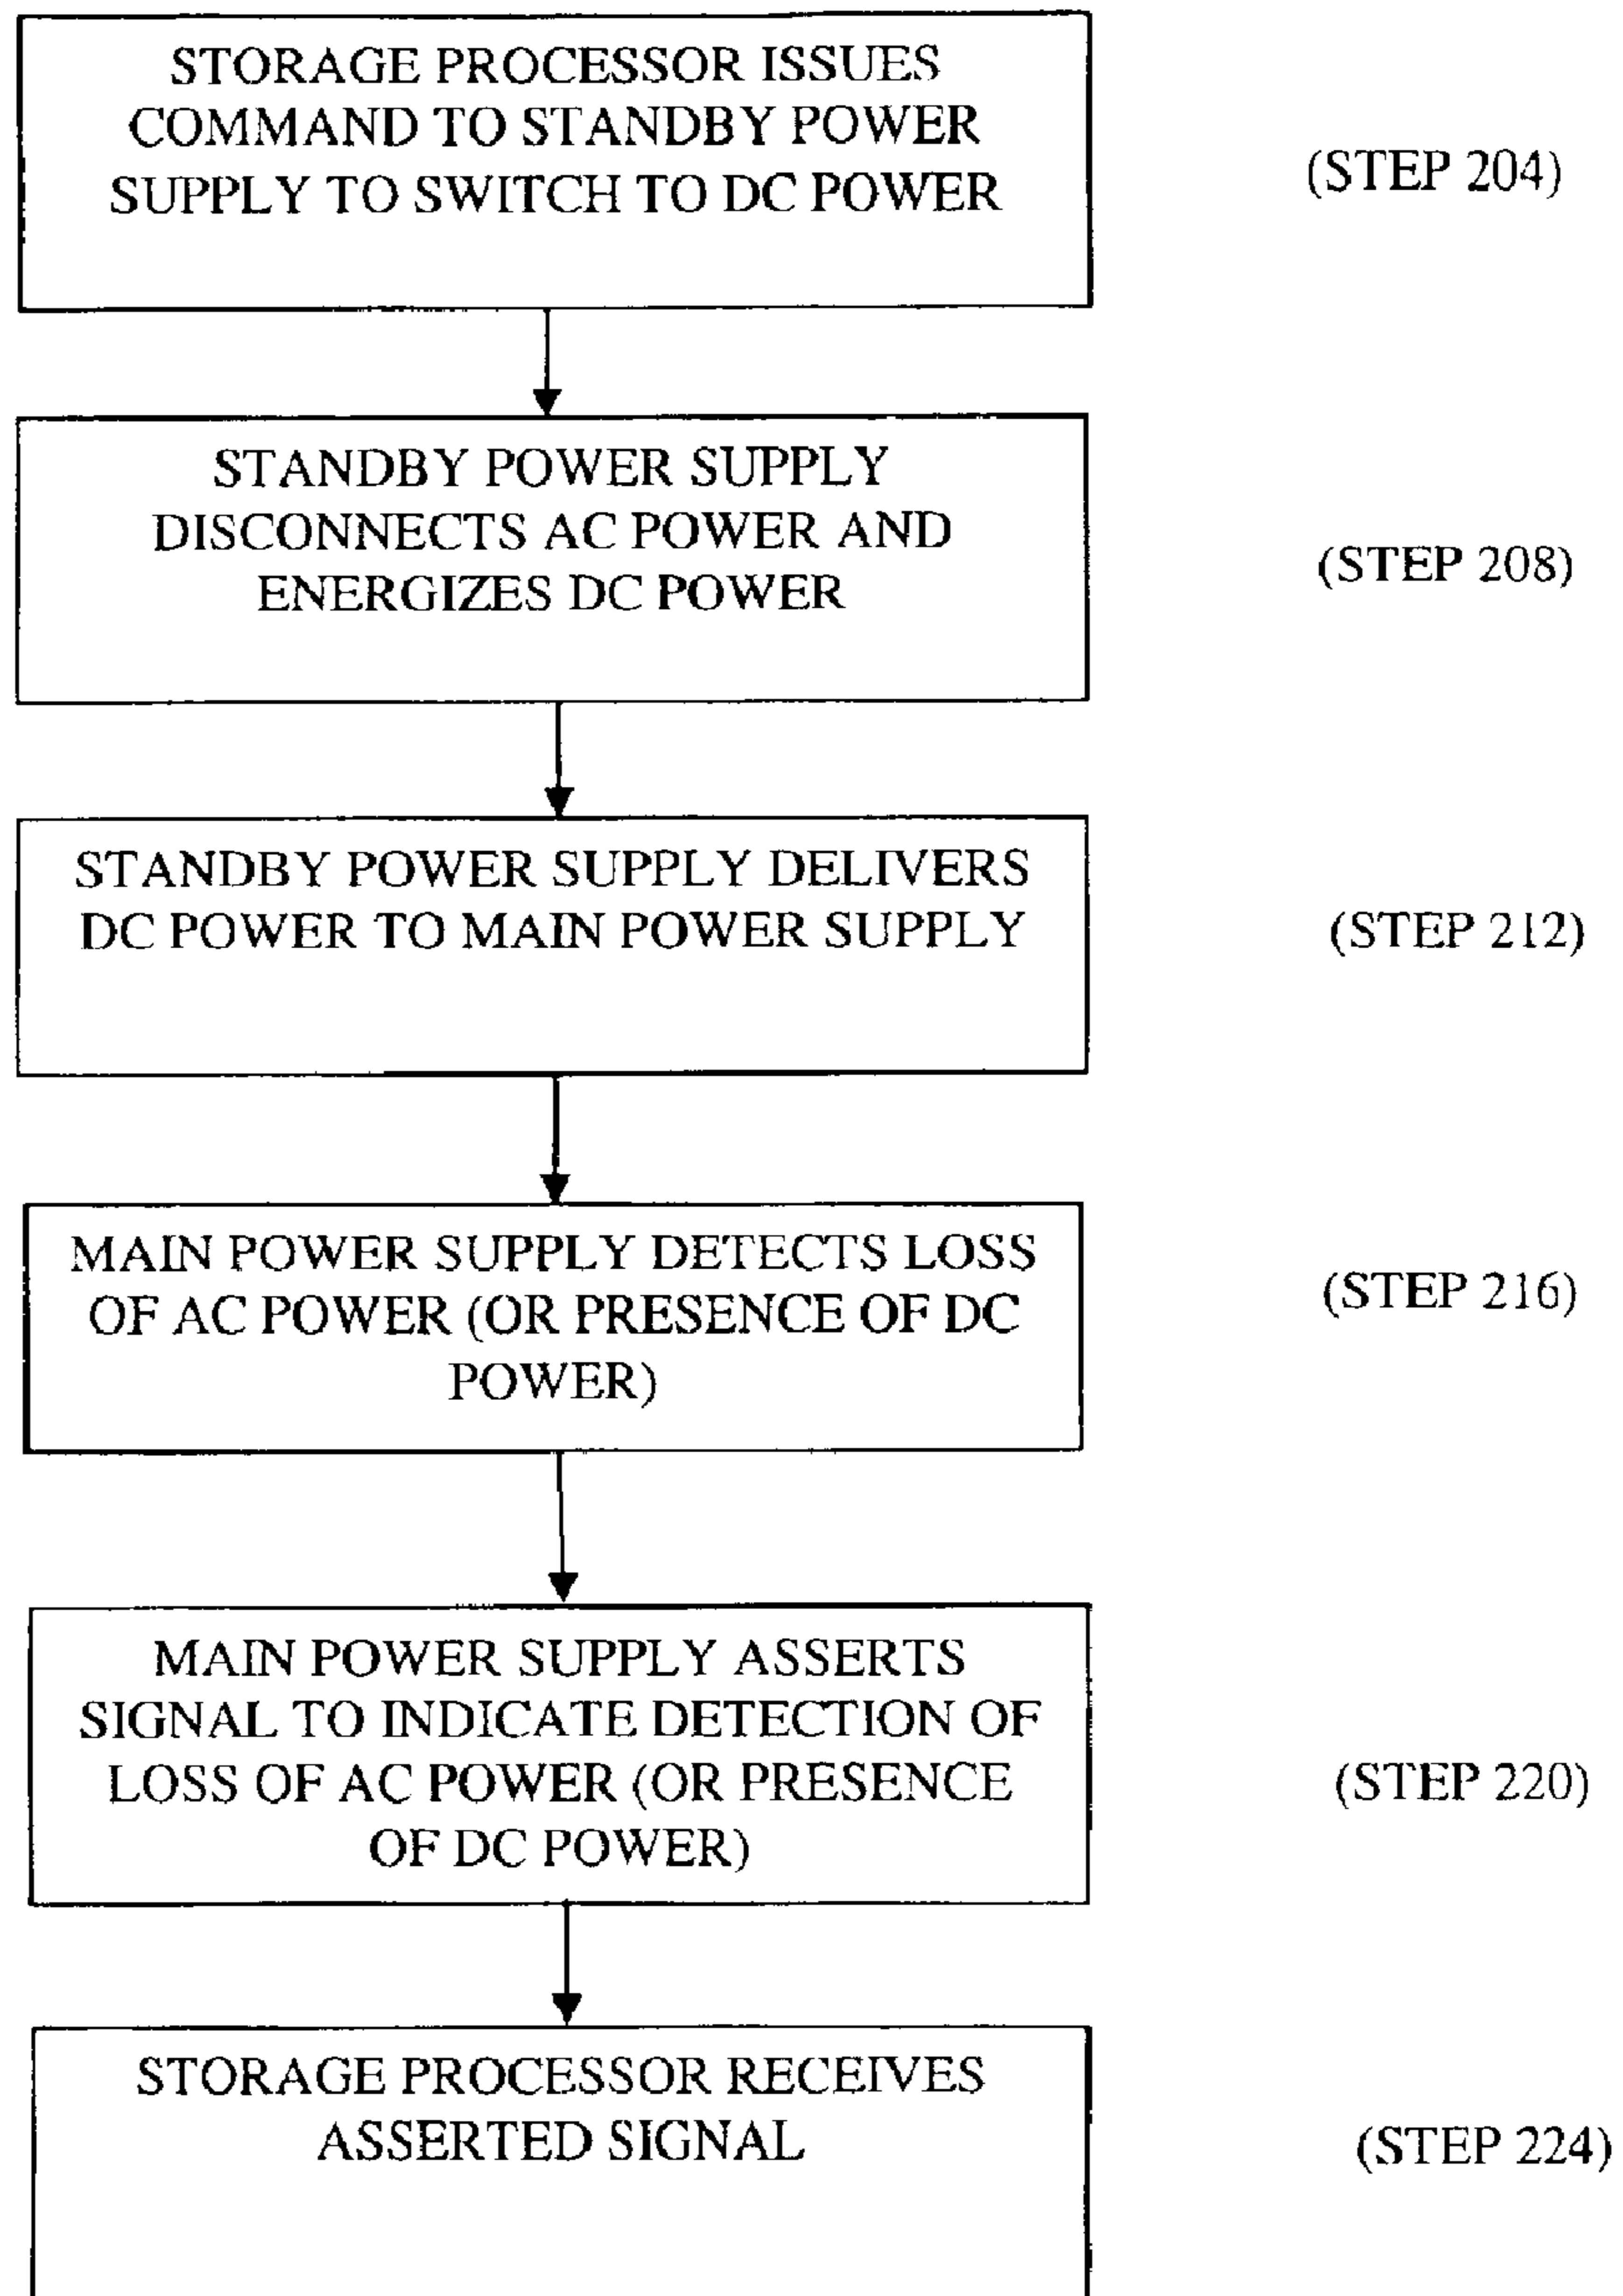 STORAGE PROCESSOR ISSUES
COMMAND TO STANDBY POWER
SUPPLY TO SWITCH TO DC POWER
(STEP 204)
STANDBY POWER SUPPLY
DISCONNECTS AC POWER AND
ENERGIZES DC POWER
(STEP 208)
STANDBY POWER SUPPLY DELIVERS
DC POWER TO MAIN POWER SUPPLY
(STEP 212)
MAIN POWER SUPPLY DETECTS LOSS
OF AC POWER (OR PRESENCE OF DC
POWER)
(STEP 216)
MAIN POWER SUPPLY ASSERTS
SIGNAL TO INDICATE DETECTION OF
LOSS OF AC POWER (OR PRESENCE
OF DC POWER)
(STEP 220)
STORAGE PROCESSOR RECEIVES
ASSERTED SIGNAL
(STEP 224)